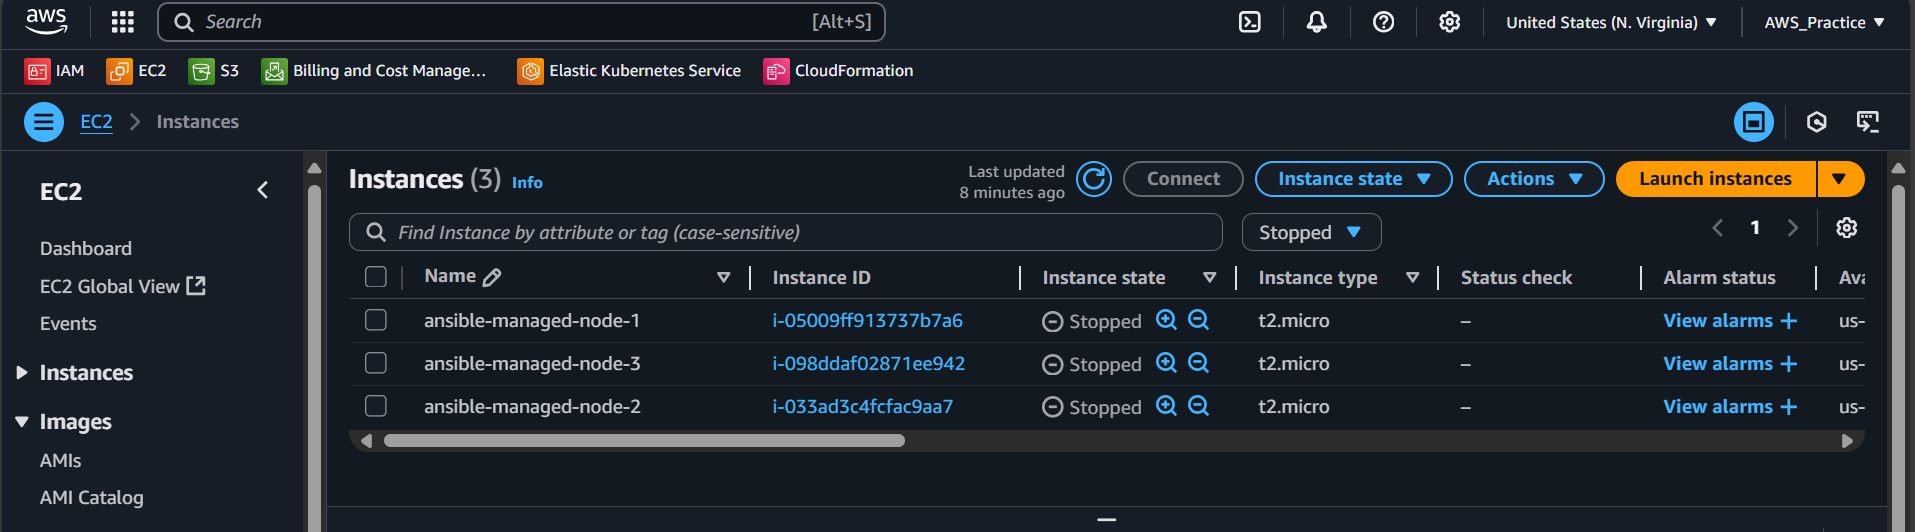 aws
Search [Alt+S]
United States (N. Virginia)
AWS_Practice
IAM EC2 S3 Billing and Cost Manage... Elastic Kubernetes Service CloudFormation
EC2 Instances
EC2
Dashboard
EC2 Global View
Events
Instances
Images
AMIs
AMI Catalog
Instances (3) Info
Last updated
8 minutes ago
Connect Instance state Actions Launch instances
Find Instance by attribute or tag (case-sensitive) Stopped 1
Name Instance ID Instance state Instance type Status check Alarm status Ava
ansible-managed-node-1 i-05009ff913737b7a6 Stopped t2.micro – View alarms + us-
ansible-managed-node-3 i-098ddaf02871ee942 Stopped t2.micro – View alarms + us-
ansible-managed-node-2 i-033ad3c4fcfac9aa7 Stopped t2.micro – View alarms + us-